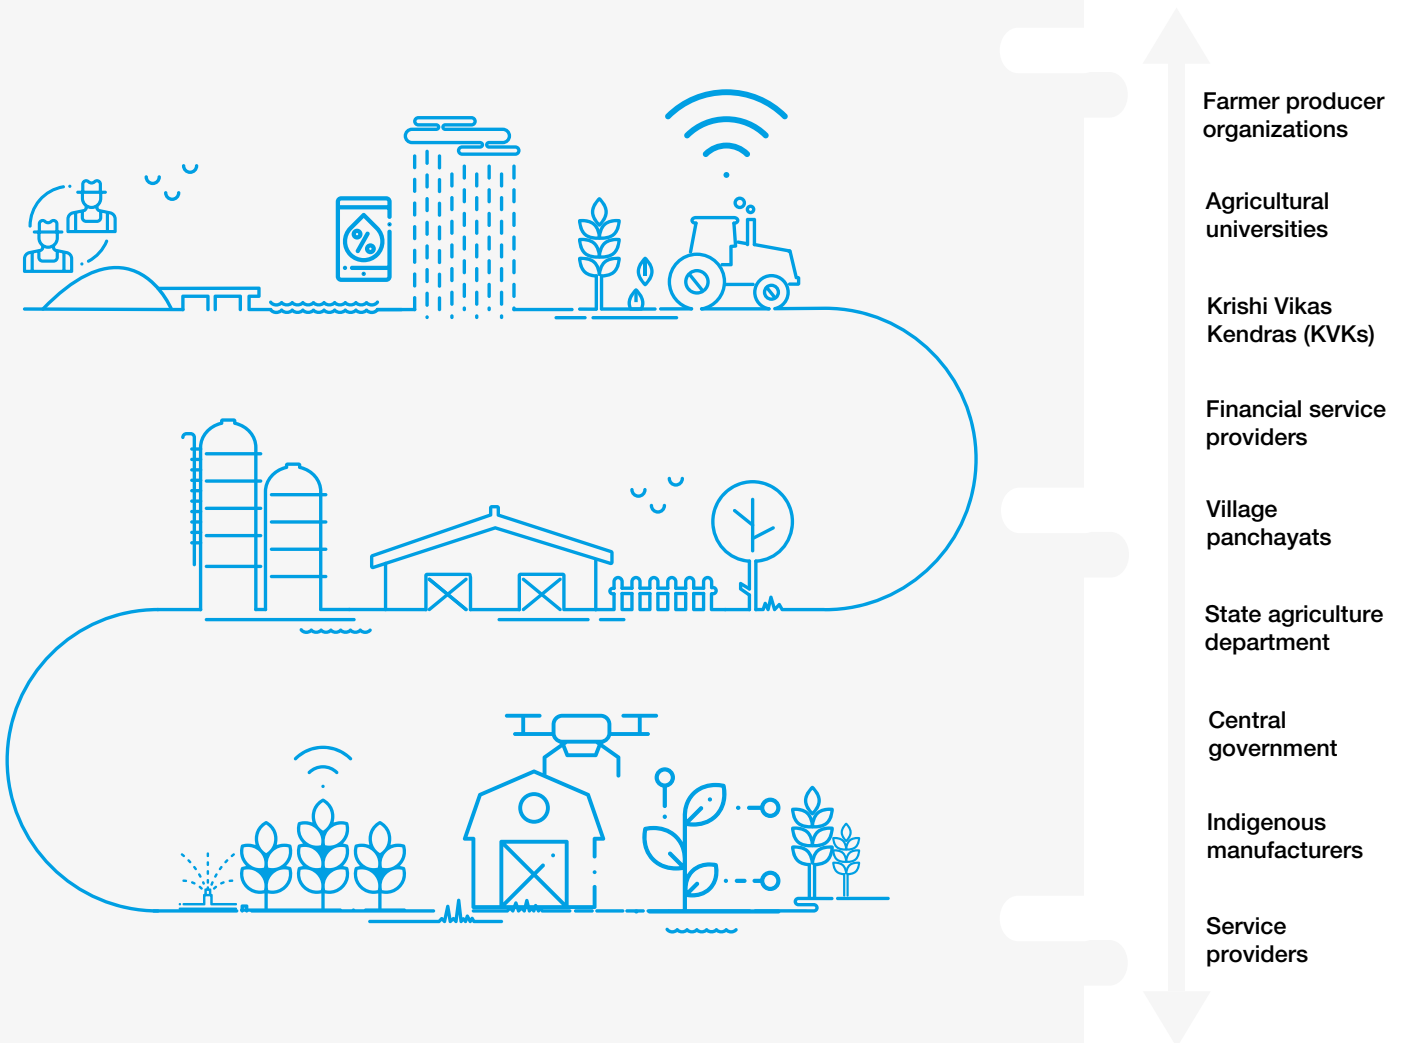 Farmer producer
organizations
Agricultural
universities
Krishi Vikas
Kendras (KVKs)
Financial service
providers
Village
panchayats
State agriculture
department
Central
government
Indigenous
manufacturers
Service
providers